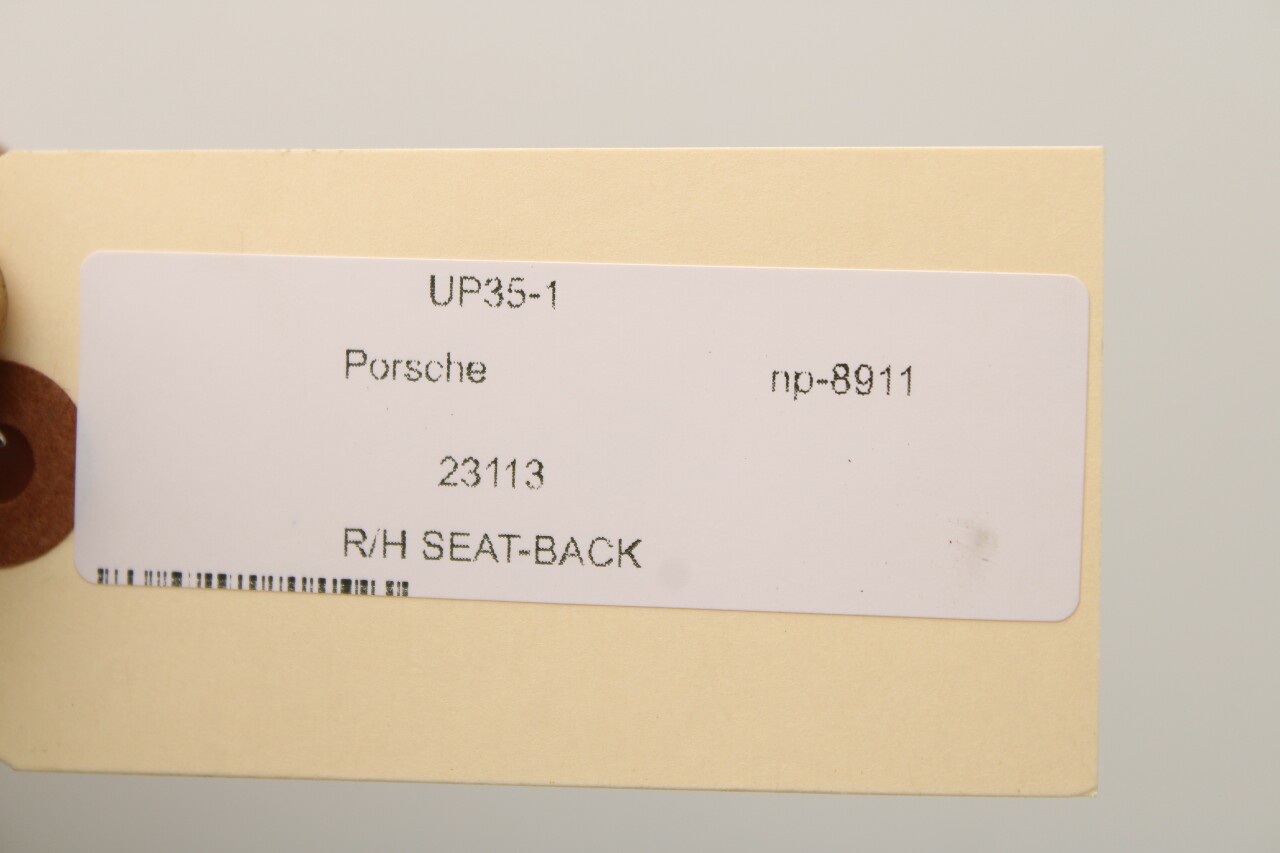 UP35-1
Porsche np-8911
23113
R/H SEAT-BACK